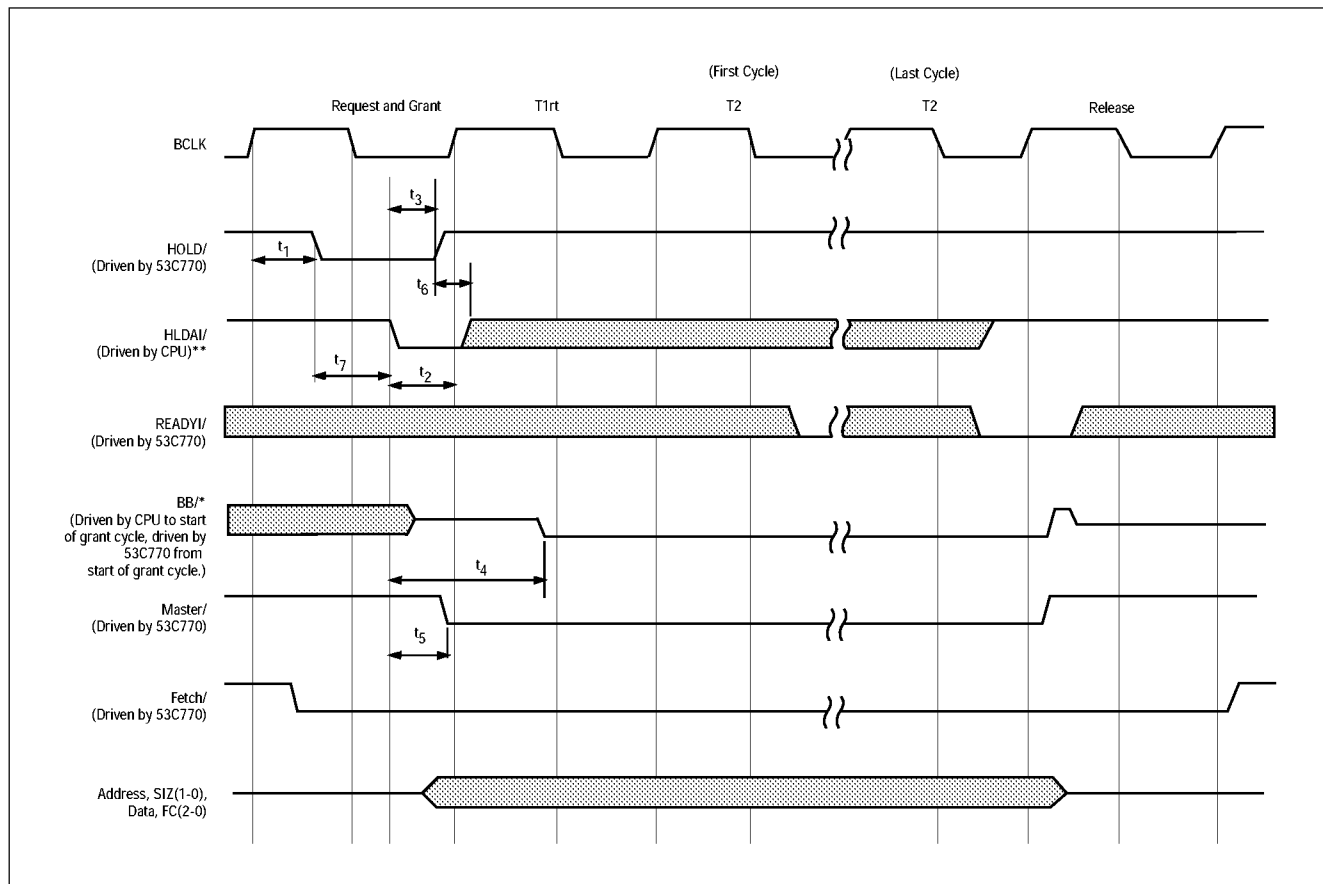 (First Cycle) (Last Cycle)
Request and Grant T1rt T2 T2 Release
BCLK
t3
HOLD/
(Driven by 53C770)
t1
t6
HLDAI/
(Driven by CPU)**
t7
t2
READYI/
(Driven by 53C770)
BB/*
(Driven by CPU to start
of grant cycle, driven by
53C770 from
start of grant cycle.)
t4
Master/
(Driven by 53C770)
t5
Fetch/
(Driven by 53C770)
Address, SIZ(1-0),
Data, FC(2-0)